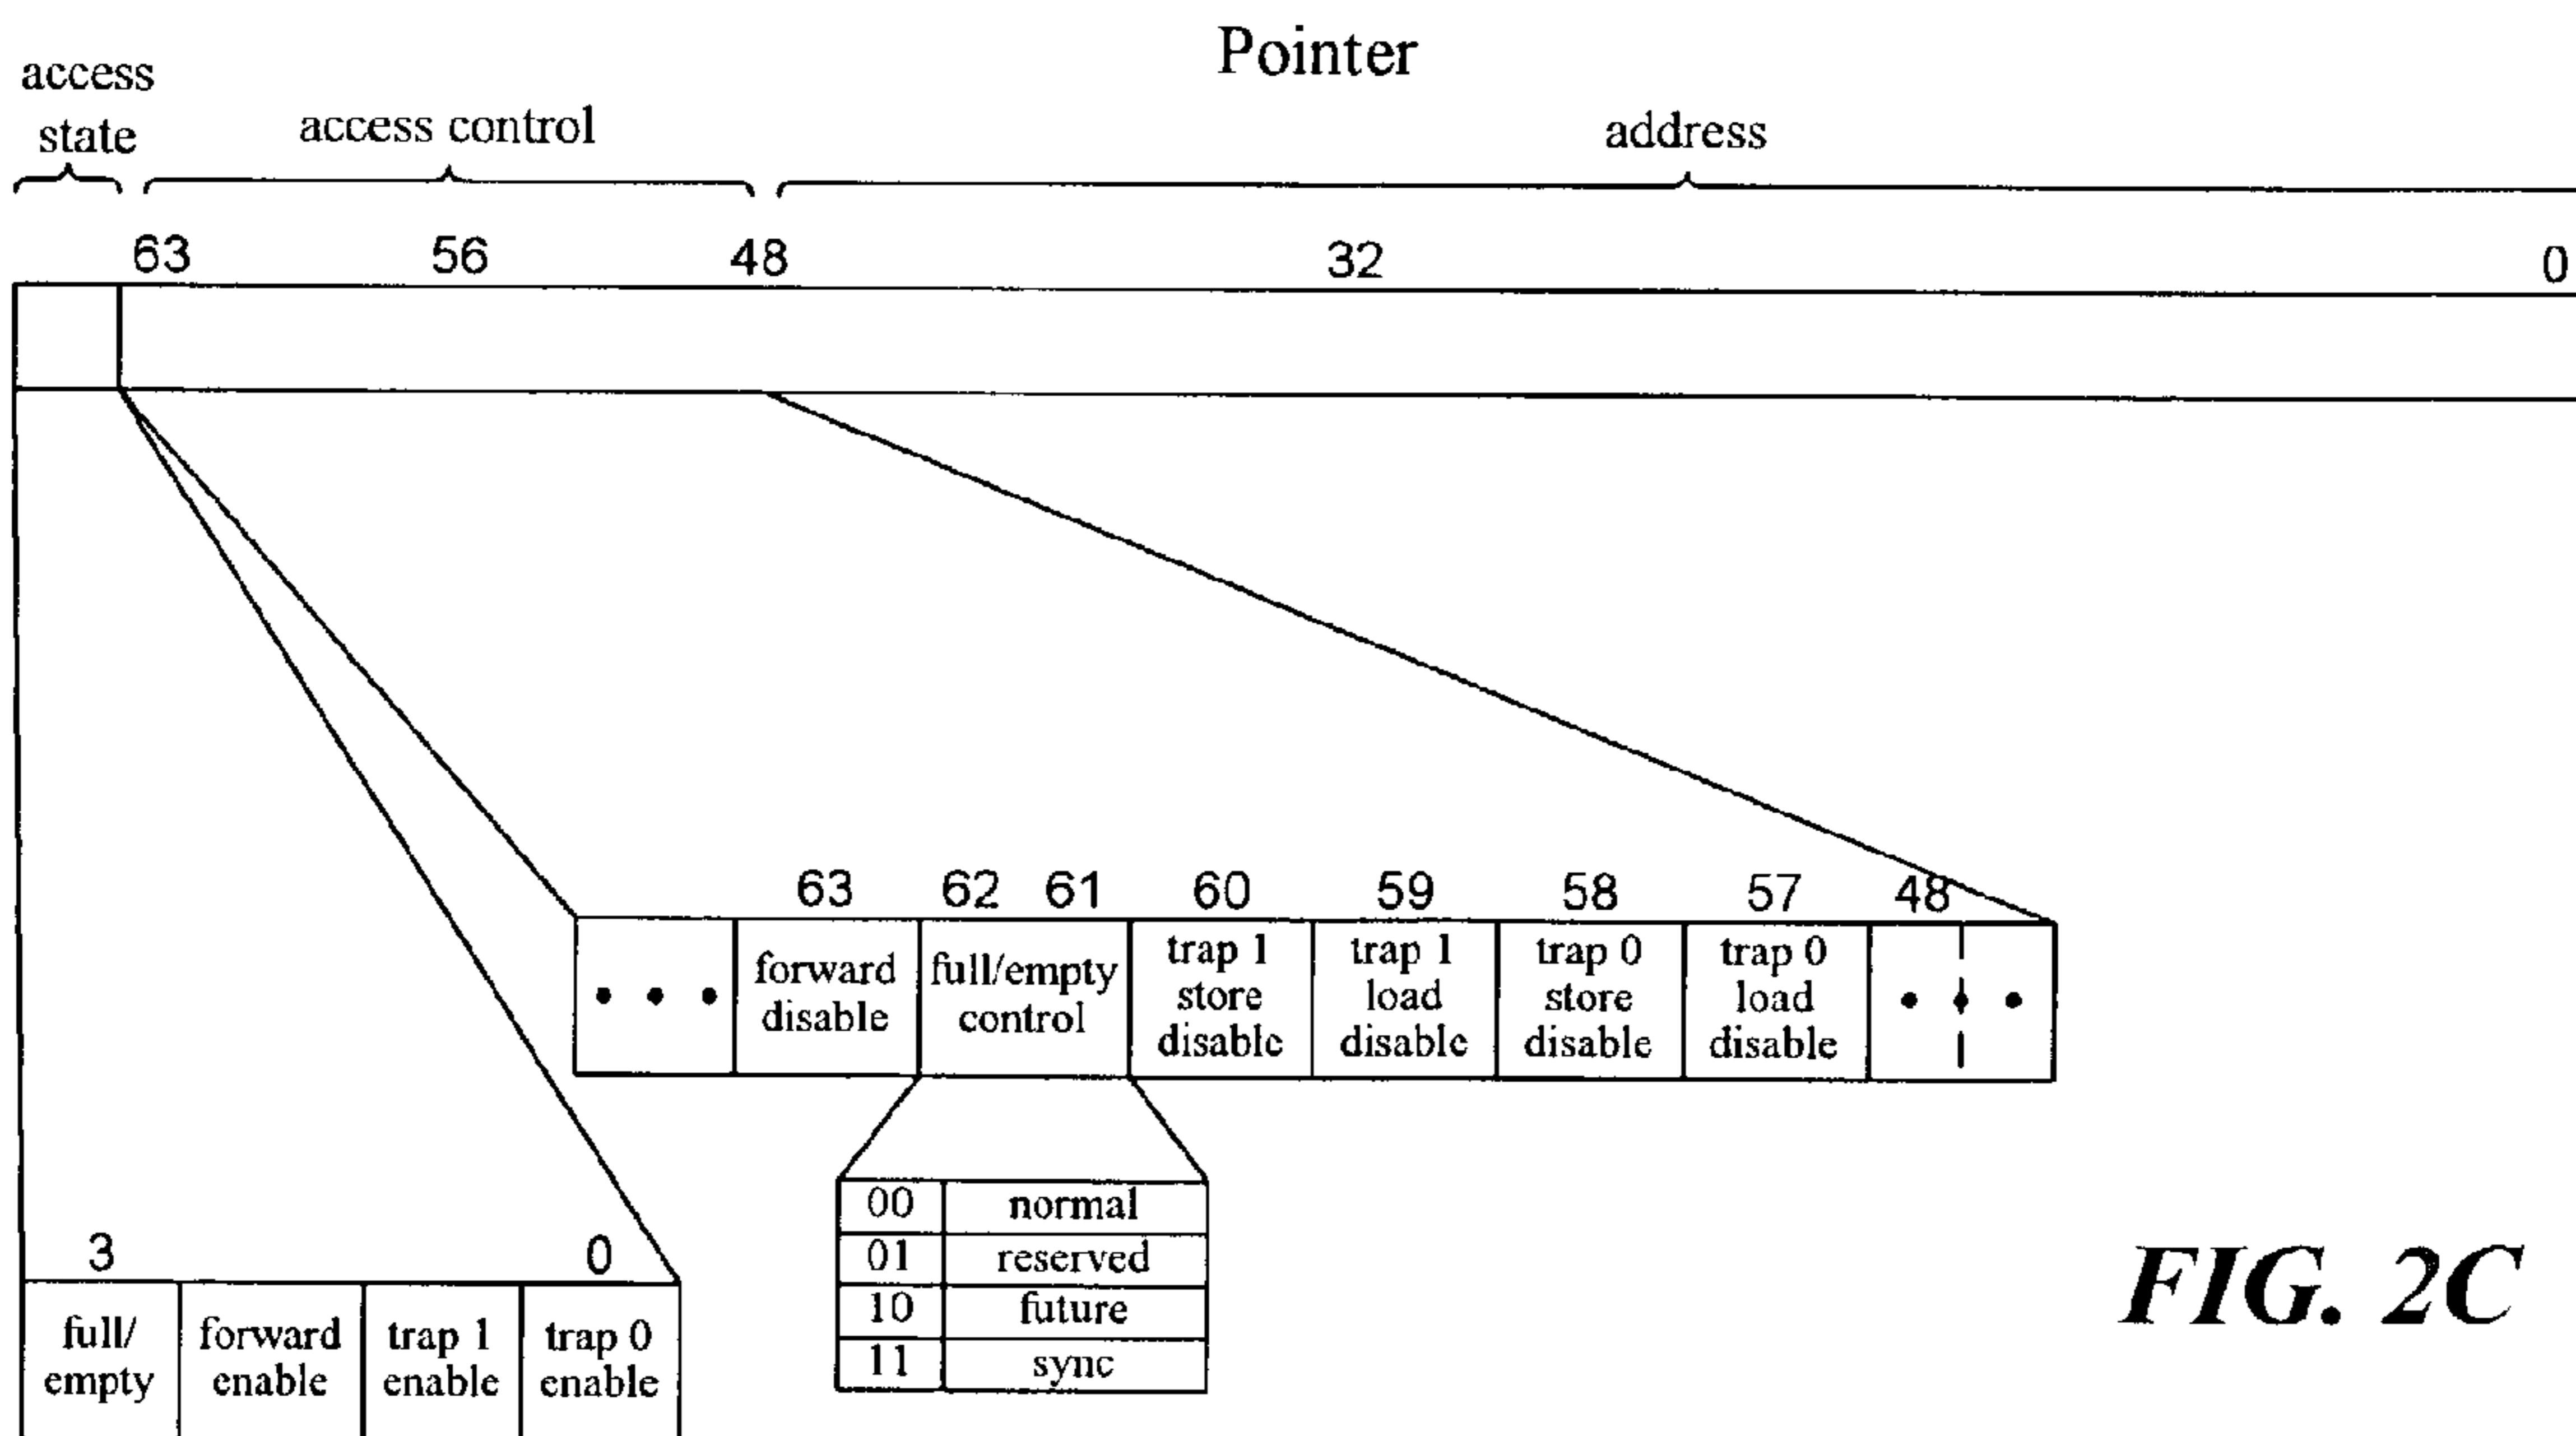 Pointer
access
state
access control
address
63 56 48 32 0
63 62 61 60 59 58 57 48
forward
disable
full/empty
control
trap 1
store
disable
trap 1
load
disable
trap 0
store
disable
trap 0
load
disable
00 normal
01 reserved
10 future
11 sync
3 0
full/
empty
forward
enable
trap 1
enable
trap 0
enable
FIG. 2C